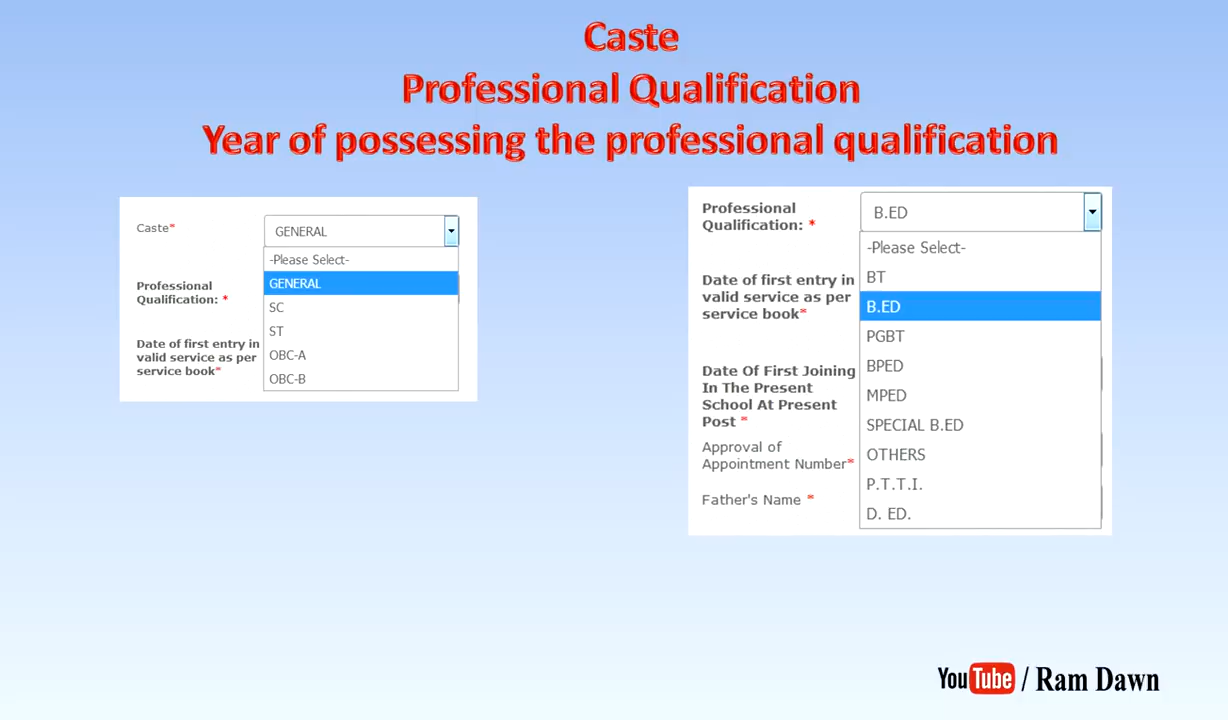 Caste
Professional Qualification
Year of possessing the professional qualification
Caste*
GENERAL
-Please Select-
GENERAL
SC
ST
OBC-A
OBC-B
Professional
Qualification: *
Date of first entry in
valid service as per
service book*
Professional
Qualification: *
B.ED
-Please Select-
BT
B.ED
PGBT
BPED
MPED
SPECIAL B.ED
OTHERS
P.T.T.I.
D. ED.
Date of first entry in
valid service as per
service book*
Date Of First Joining
In The Present
School At Present
Post *
Approval of
Appointment Number*
Father's Name *
YouTube / Ram Dawn